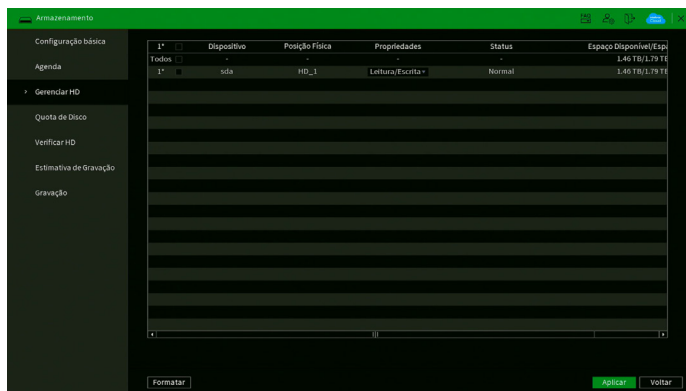 Armazenamento
Configuração básica
Agenda
Gerenciar HD
Quota de Disco
Verificar HD
Estimativa de Gravação
Gravação
1* Dispositivo Posição Física Propriedades Status Espaço Disponível/Espa
Todos - - - - 1.46 TB/1.79 TB
1* sda HD_1 Leitura/Escrita Normal 1.46 TB/1.79 TB
Formatar Aplicar Voltar